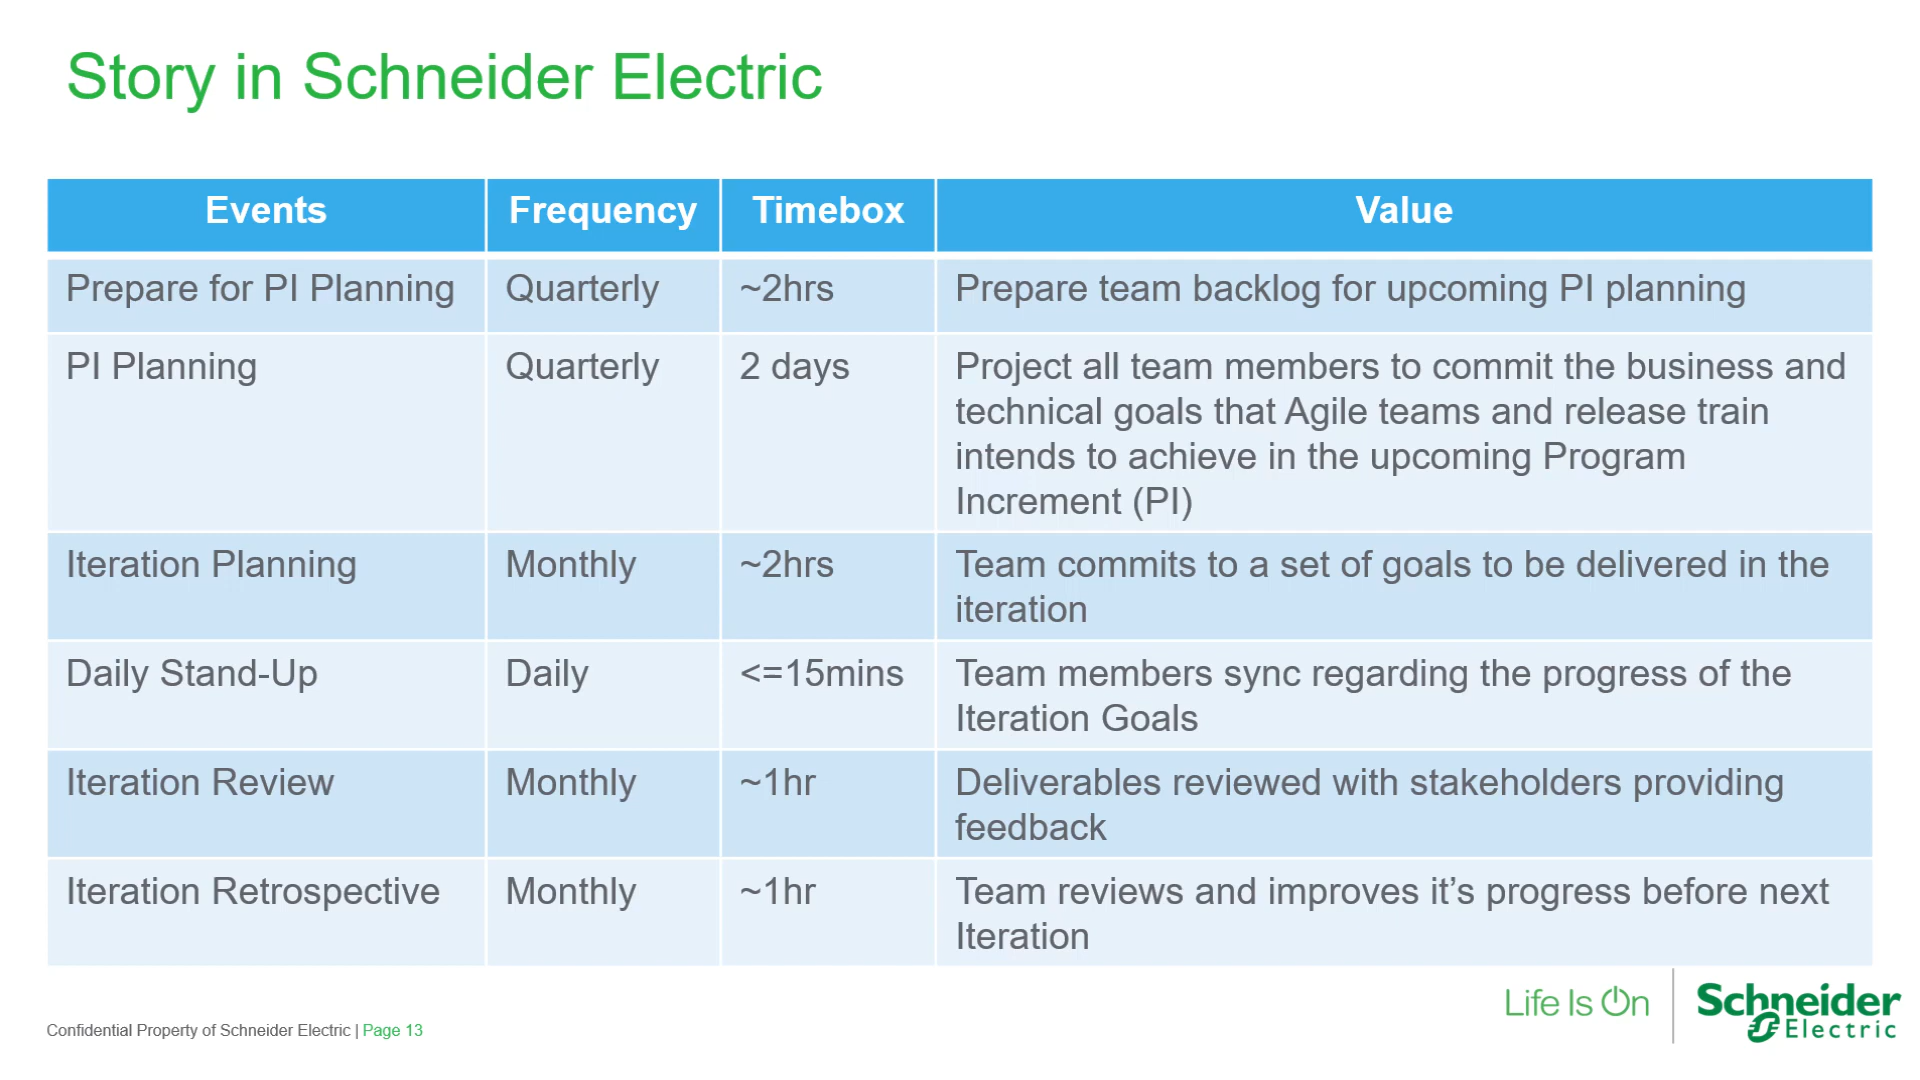 Story in Schneider Electric
Events Frequency Timebox Value
Prepare for PI Planning Quarterly ~2hrs Prepare team backlog for upcoming PI planning
PI Planning Quarterly 2 days Project all team members to commit the business and
technical goals that Agile teams and release train
intends to achieve in the upcoming Program
Increment (PI)
Iteration Planning Monthly ~2hrs Team commits to a set of goals to be delivered in the
iteration
Daily Stand-Up Daily <=15mins Team members sync regarding the progress of the
Iteration Goals
Iteration Review Monthly ~1hr Deliverables reviewed with stakeholders providing
feedback
Iteration Retrospective Monthly ~1hr Team reviews and improves it’s progress before next
Iteration
Life Is On
Schneider
Electric
Confidential Property of Schneider Electric | Page 13